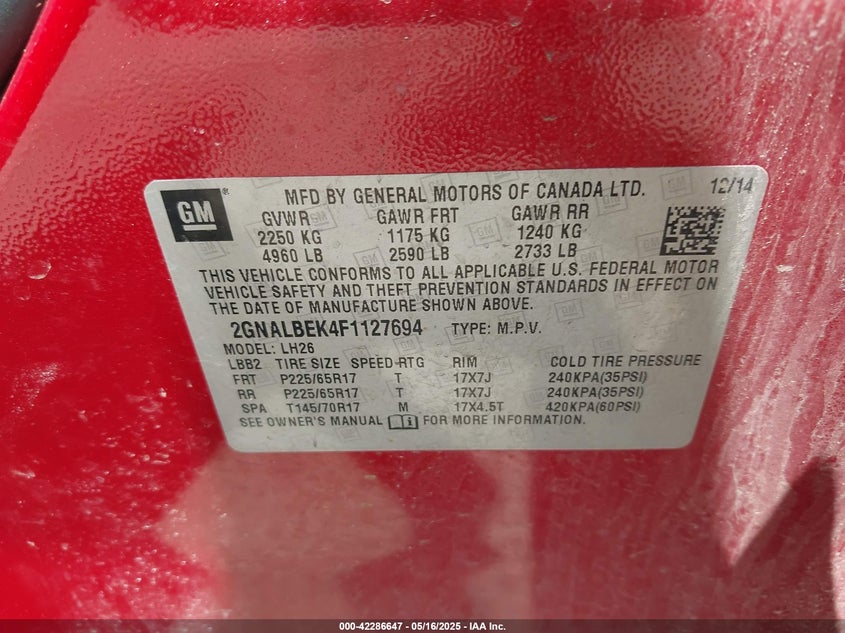 GM ® MFD BY GENERAL MOTORS OF CANADA LTD. 12/14
GVWR GAWR FRT GAWR RR
2250 KG 1175 KG 1240 KG
4960 LB 2590 LB 2733 LB
THIS VEHICLE CONFORMS TO ALL APPLICABLE U.S. FEDERAL MOTOR
VEHICLE SAFETY AND THEFT PREVENTION STANDARDS IN EFFECT ON
THE DATE OF MANUFACTURE SHOWN ABOVE.
2GNALBEK4F1127694 TYPE: M.P.V.
MODEL: LH26
LBB2 TIRE SIZE SPEED-RTG RIM COLD TIRE PRESSURE
FRT P225/65R17 T 17X7J 240KPA(35PSI)
RR P225/65R17 T 17X7J 240KPA(35PSI)
SPA T145/70R17 M 17X4.5T 420KPA(60PSI)
SEE OWNER'S MANUAL FOR MORE INFORMATION.
000-42286647 - 05/16/2025 - IAA Inc.